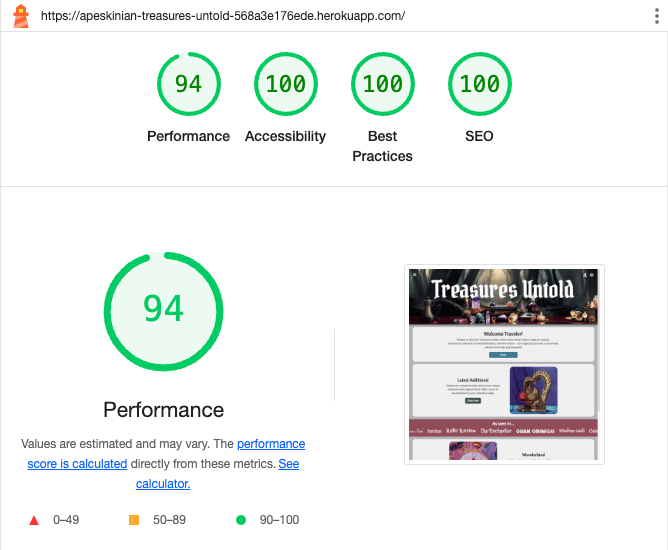 https://apeskinian-treasures-untold-568a3e176ede.herokuapp.com/
94
100
100
100
Performance
Accessibility
Best
Practices
SEO
94
Performance
Values are estimated and may vary. The performance
score is calculated directly from these metrics. See
calculator.
0–49
50–89
90–100
Treasures Untold
Welcome Traveler!
Latest Additions!
As seen in...
Wonderland